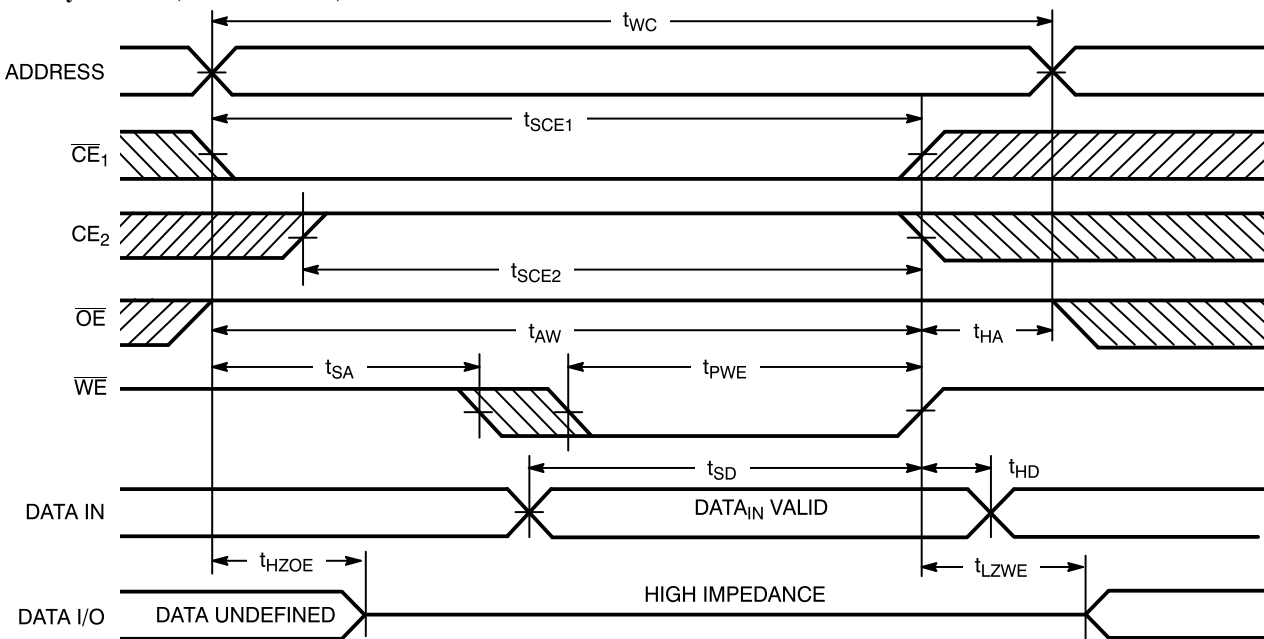 tWC
ADDRESS
tSCE1
CE1
CE2
tSCE2
OE
tAW
tHA
tSA
tPWE
WE
tSD
tHD
DATA IN
DATAIN VALID
tHZOE
tLZWE
HIGH IMPEDANCE
DATA I/O
DATA UNDEFINED